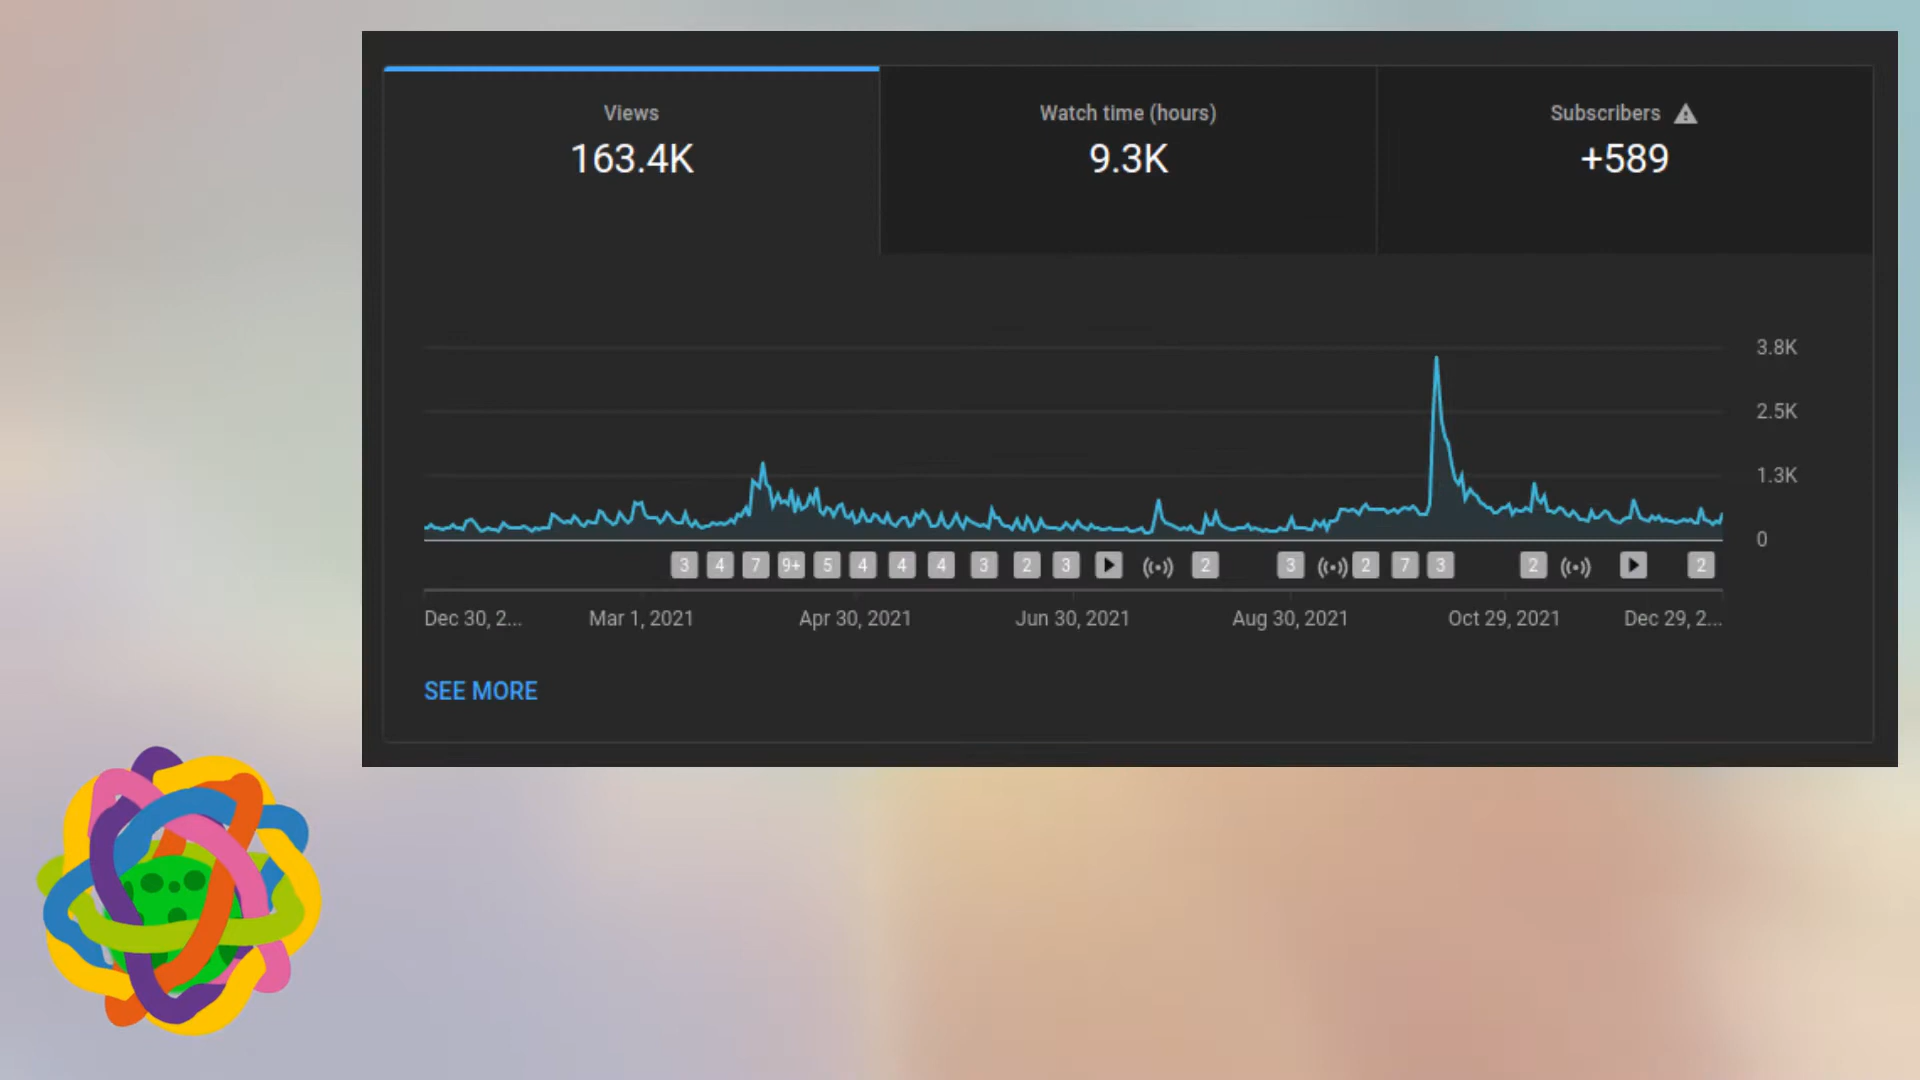 Views
163.4K
Watch time (hours)
9.3K
Subscribers
+589
3.8K
2.5K
1.3K
0
3 4 7 9+ 5 4 4 4 3 2 3 2 3 2 7 3 2 2
Dec 30, 2... Mar 1, 2021 Apr 30, 2021 Jun 30, 2021 Aug 30, 2021 Oct 29, 2021 Dec 29, 2...
SEE MORE